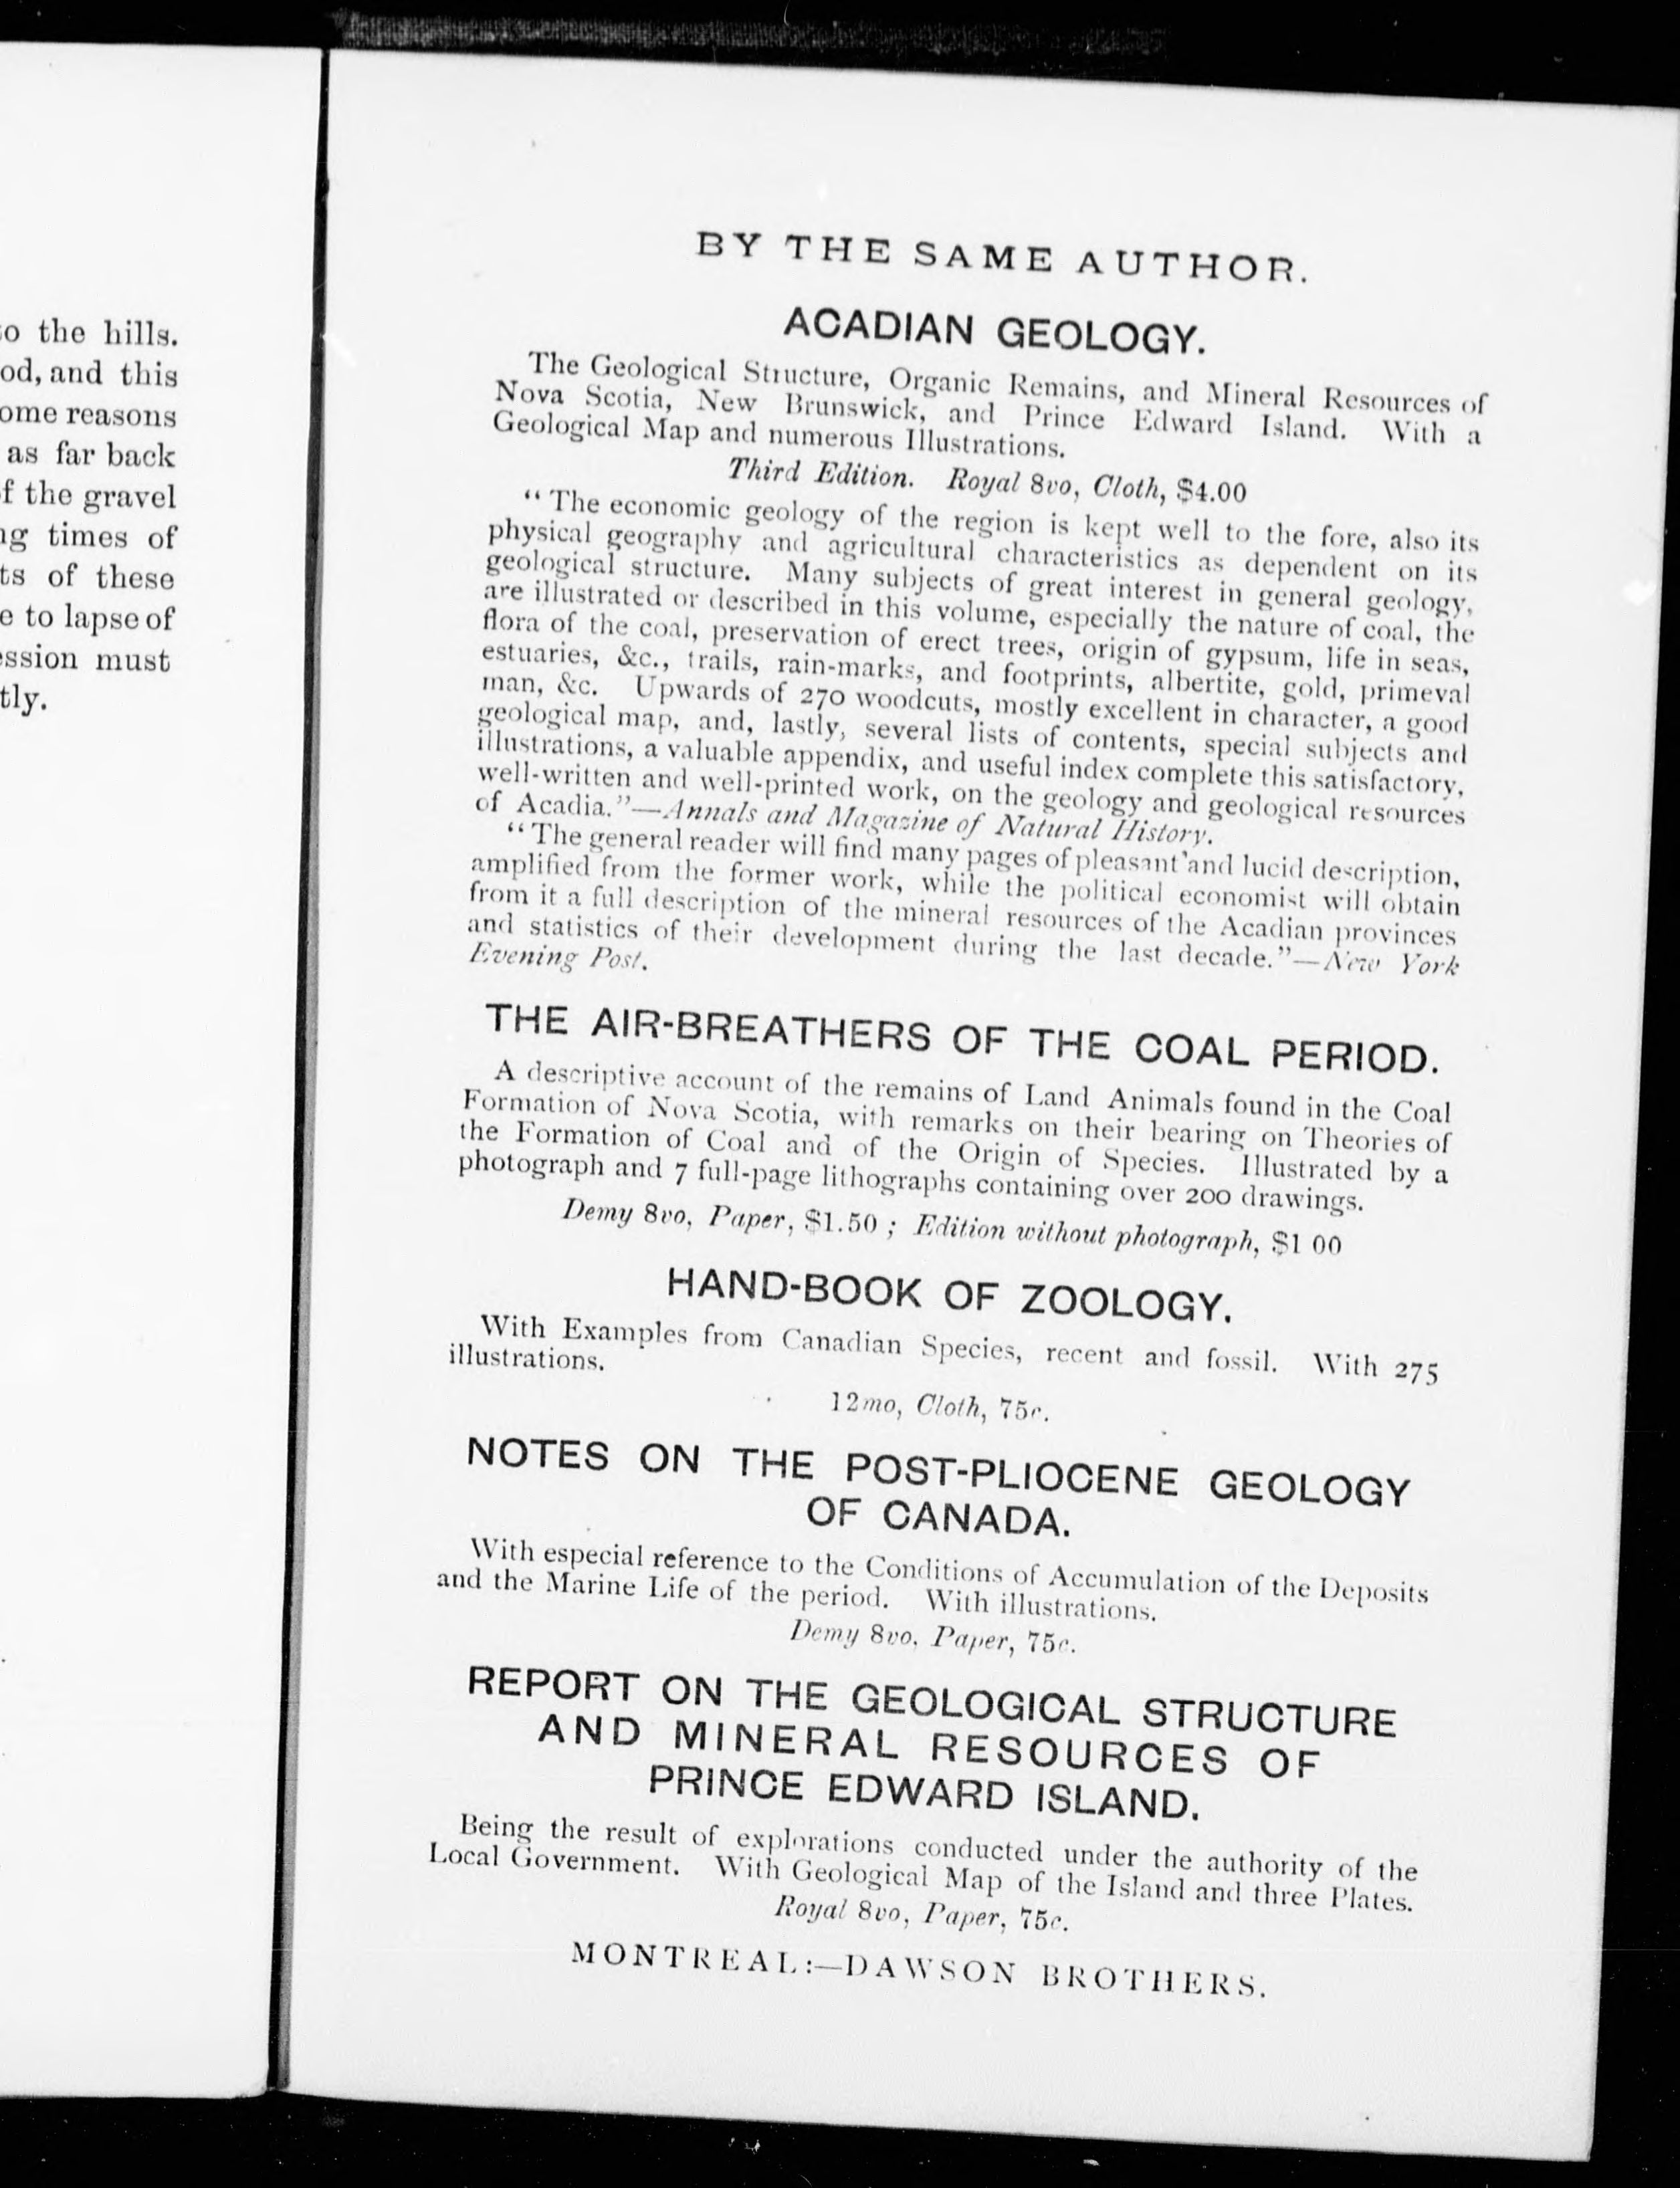 o the hills.
od, and this
ome reasons
as far back
f the gravel
ng times of
ts of these
e to lapse of
ession must
tly.
BY THE SAME AUTHOR.
ACADIAN GEOLOGY.
The Geological Structure, Organic Remains, and Mineral Resources of
Nova Scotia, New Brunswick, and Prince Edward Island. With a
Geological Map and numerous Illustrations.
Third Edition. Royal 8vo, Cloth, $4.00
“The economic geology of the region is kept well to the fore, also its
physical geography and agricultural characteristics as dependent on its
geological structure. Many subjects of great interest in general geology,
are illustrated or described in this volume, especially the nature of coal, the
flora of the coal, preservation of erect trees, origin of gypsum, life in seas,
estuaries, &c., trails, rain-marks, and footprints, albertite, gold, primeval
man, &c. Upwards of 270 woodcuts, mostly excellent in character, a good
geological map, and, lastly, several lists of contents, special subjects and
illustrations, a valuable appendix, and useful index complete this satisfactory,
well-written and well-printed work, on the geology and geological resources
of Acadia.”—Annals and Magazine of Natural History.
“The general reader will find many pages of pleasant and lucid description,
amplified from the former work, while the political economist will obtain
from it a full description of the mineral resources of the Acadian provinces
and statistics of their development during the last decade.”—New York
Evening Post.
THE AIR-BREATHERS OF THE COAL PERIOD.
A descriptive account of the remains of Land Animals found in the Coal
Formation of Nova Scotia, with remarks on their bearing on Theories of
the Formation of Coal and of the Origin of Species. Illustrated by a
photograph and 7 full-page lithographs containing over 200 drawings.
Demy 8vo, Paper, $1.50 ; Edition without photograph, $1 00
HAND-BOOK OF ZOOLOGY.
With Examples from Canadian Species, recent and fossil. With 275
illustrations.
12mo, Cloth, 75c.
NOTES ON THE POST-PLIOCENE GEOLOGY
OF CANADA.
With especial reference to the Conditions of Accumulation of the Deposits
and the Marine Life of the period. With illustrations.
Demy 8vo, Paper, 75c.
REPORT ON THE GEOLOGICAL STRUCTURE
AND MINERAL RESOURCES OF
PRINCE EDWARD ISLAND.
Being the result of explorations conducted under the authority of the
Local Government. With Geological Map of the Island and three Plates.
Royal 8vo, Paper, 75c.
MONTREAL:—DAWSON BROTHERS.